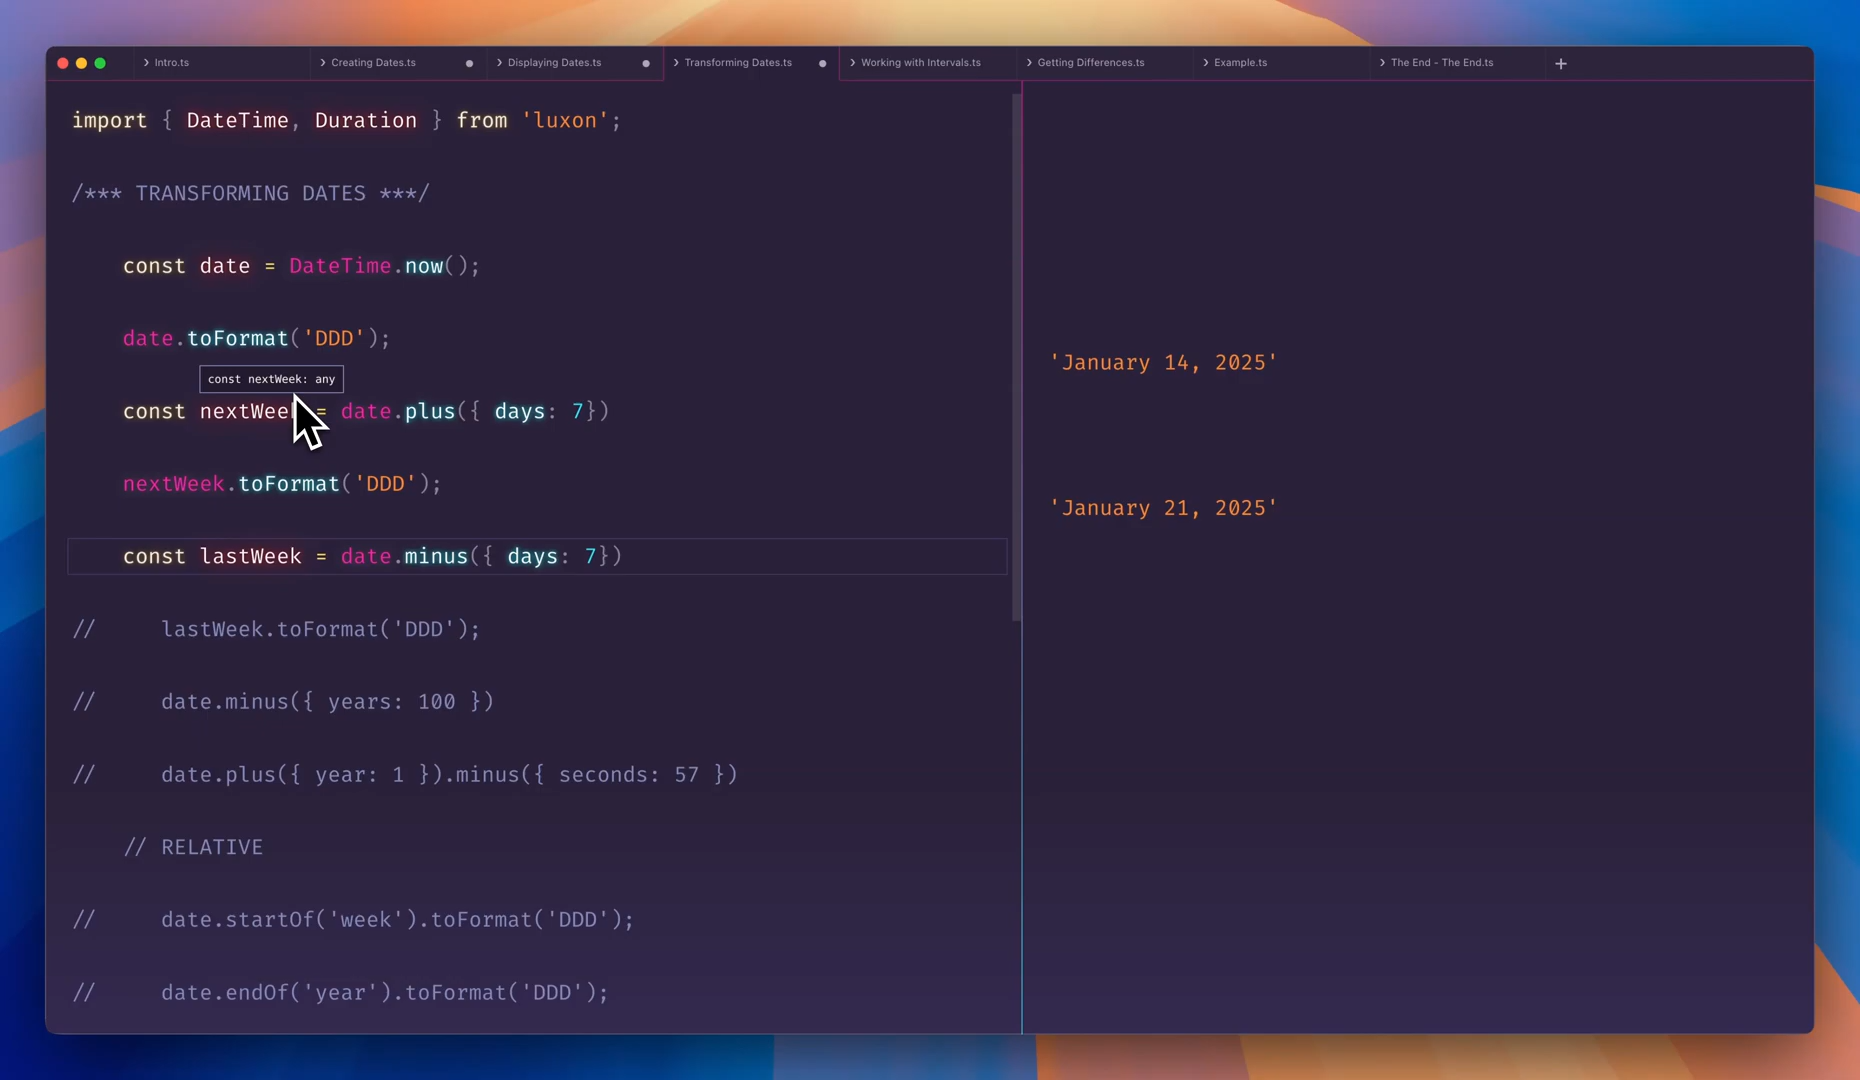 Intro.ts
Creating Dates.ts
Displaying Dates.ts
Transforming Dates.ts
Working with Intervals.ts
Getting Differences.ts
Example.ts
The End - The End.ts
import { DateTime, Duration } from 'luxon';
/*** TRANSFORMING DATES ***/
const date = DateTime.now();
date.toFormat('DDD');
'January 14, 2025'
const nextWeek: any
const nextWeek = date.plus({ days: 7})
nextWeek.toFormat('DDD');
'January 21, 2025'
const lastWeek = date.minus({ days: 7})
// lastWeek.toFormat('DDD');
// date.minus({ years: 100 })
// date.plus({ year: 1 }).minus({ seconds: 57 })
// RELATIVE
// date.startOf('week').toFormat('DDD');
// date.endOf('year').toFormat('DDD');